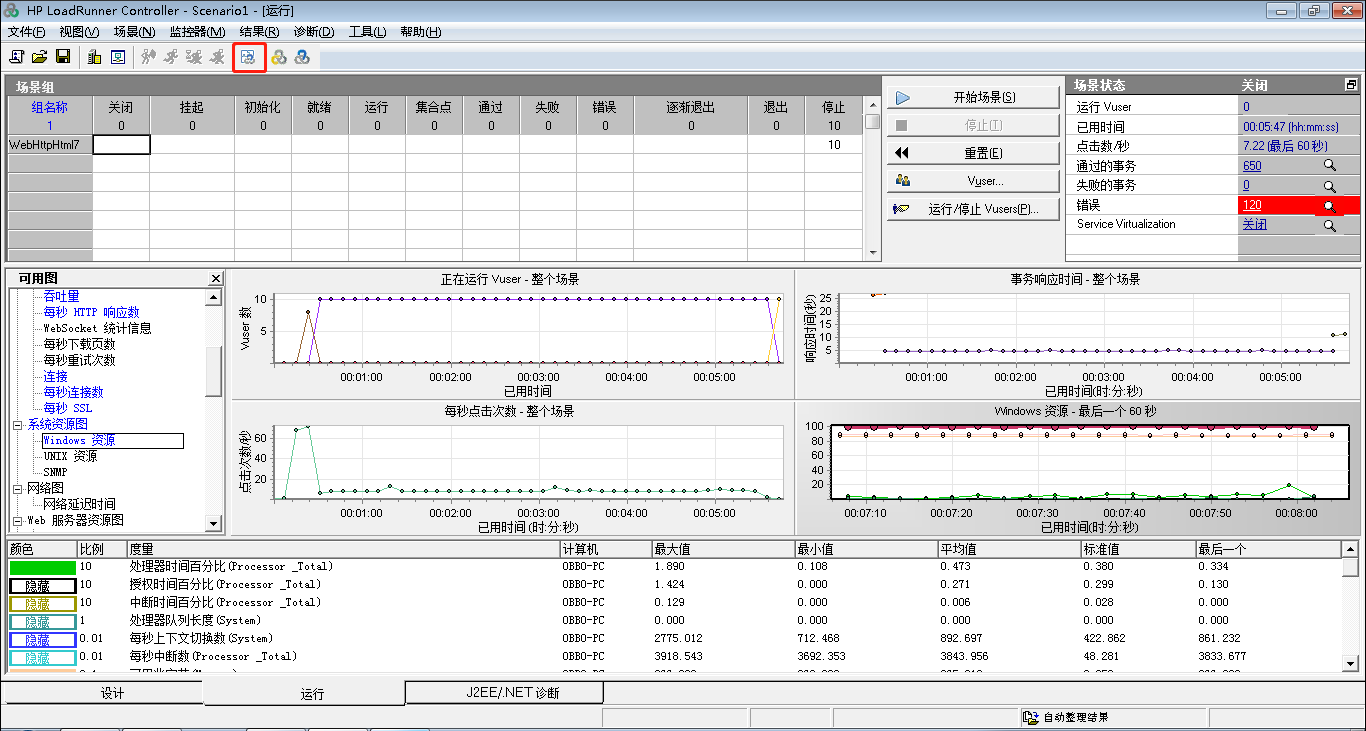 HP LoadRunner Controller - Scenario1 - [运行]
文件(F) 视图(V) 场景(N) 监控器(M) 结果(R) 诊断(D) 工具(L) 帮助(H)
场景组
组名称 关闭 挂起 初始化 就绪 运行 集合点 通过 失败 错误 逐渐退出 退出 停止
1 0 0 0 0 0 0 0 0 0 0 0 10
WebHttpHtml7 10
开始场景(S)
停止(T)
重置(E)
Vuser...
运行/停止 Vusers(P)...
场景状态 关闭
运行 Vuser 0
已用时间 00:05:47 (hh:mm:ss)
点击数/秒 7.22 (最后 60 秒)
通过的事务 650
失败的事务 0
错误 120
Service Virtualization 关闭
可用图
吞吐量
每秒 HTTP 响应数
WebSocket 统计信息
每秒下载页数
每秒重试次数
连接
每秒连接数
每秒 SSL
系统资源图
Windows 资源
UNIX 资源
SNMP
网络图
网络延迟时间
Web 服务器资源图
正在运行 Vuser - 整个场景
Vuser 数
10
5
00:01:00 00:02:00 00:03:00 00:04:00 00:05:00
已用时间
事务响应时间 - 整个场景
响应时间(秒)
25
20
15
10
5
00:01:00 00:02:00 00:03:00 00:04:00 00:05:00
已用时间(时:分:秒)
每秒点击次数 - 整个场景
点击次数/秒
60
40
20
00:01:00 00:02:00 00:03:00 00:04:00 00:05:00
已用时间(时:分:秒)
Windows 资源 - 最后一个 60 秒
100
80
60
40
20
00:07:10 00:07:20 00:07:30 00:07:40 00:07:50 00:08:00
已用时间(时:分:秒)
颜色 比例 度量 计算机 最大值 最小值 平均值 标准值 最后一个
10 处理器时间百分比(Processor _Total) OBBO-PC 1.890 0.108 0.473 0.380 0.334
隐藏 10 授权时间百分比(Processor _Total) OBBO-PC 1.424 0.000 0.271 0.299 0.130
隐藏 10 中断时间百分比(Processor _Total) OBBO-PC 0.129 0.000 0.006 0.028 0.000
隐藏 1 处理器队列长度(System) OBBO-PC 0.000 0.000 0.000 0.000 0.000
隐藏 0.01 每秒上下文切换数(System) OBBO-PC 2775.012 712.468 892.697 422.862 861.232
隐藏 0.01 每秒中断数(Processor _Total) OBBO-PC 3918.543 3692.353 3843.956 48.281 3833.677
设计 运行 J2EE/.NET 诊断
自动整理结果